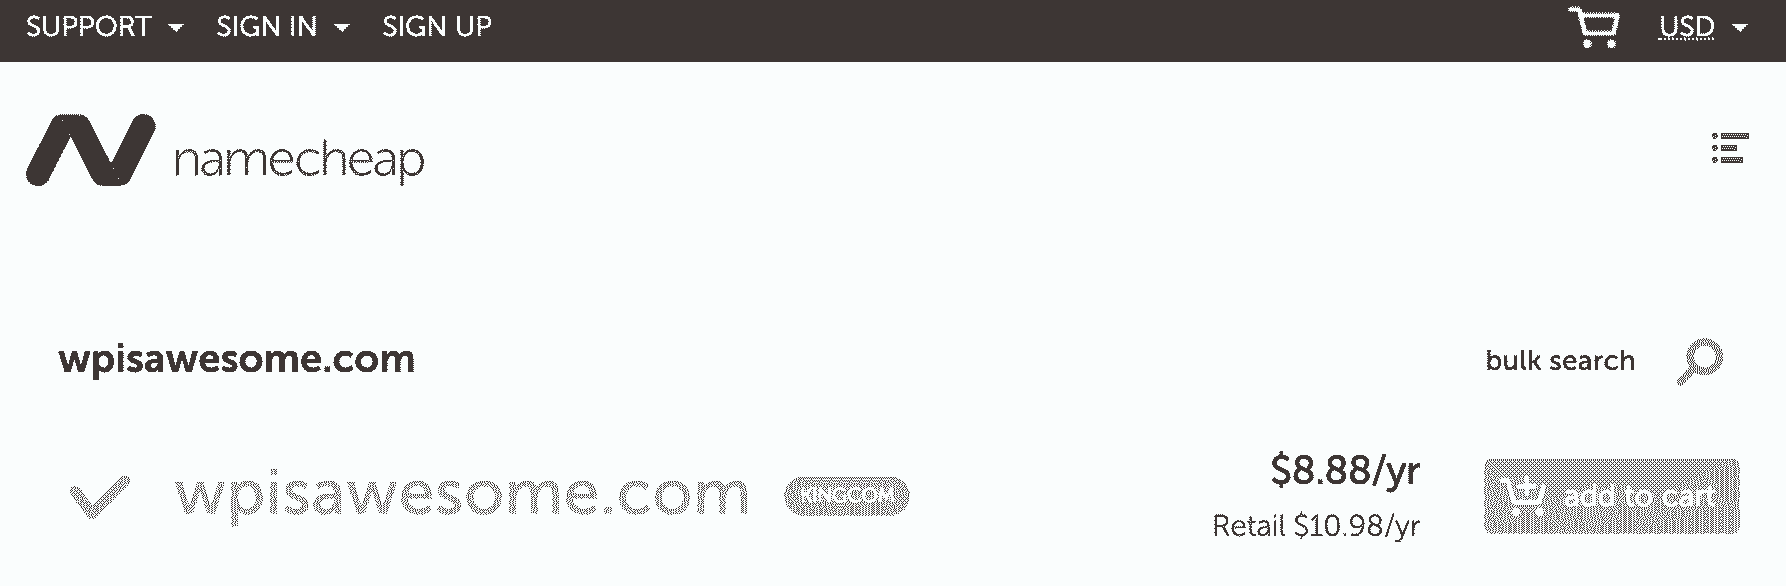 SUPPORT SIGN IN SIGN UP USD
namecheap
wpisawesome.com bulk search
wpisawesome.com KINGCOM $8.88/yr add to cart
Retail $10.98/yr